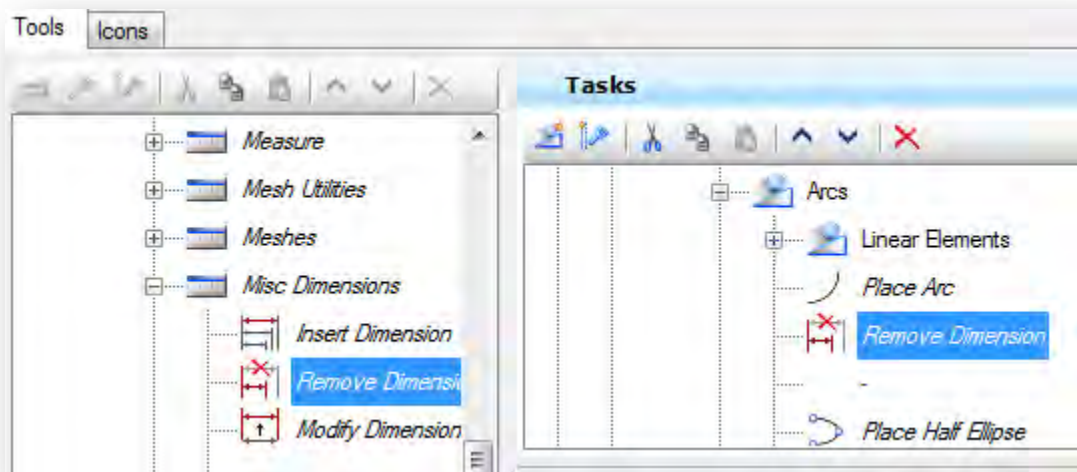 Tools
Icons
Measure
Mesh Utilities
Meshes
Misc Dimensions
Insert Dimension
Remove Dimensi
Modify Dimension
Tasks
Arcs
Linear Elements
Place Arc
Remove Dimension
-
Place Half Ellipse